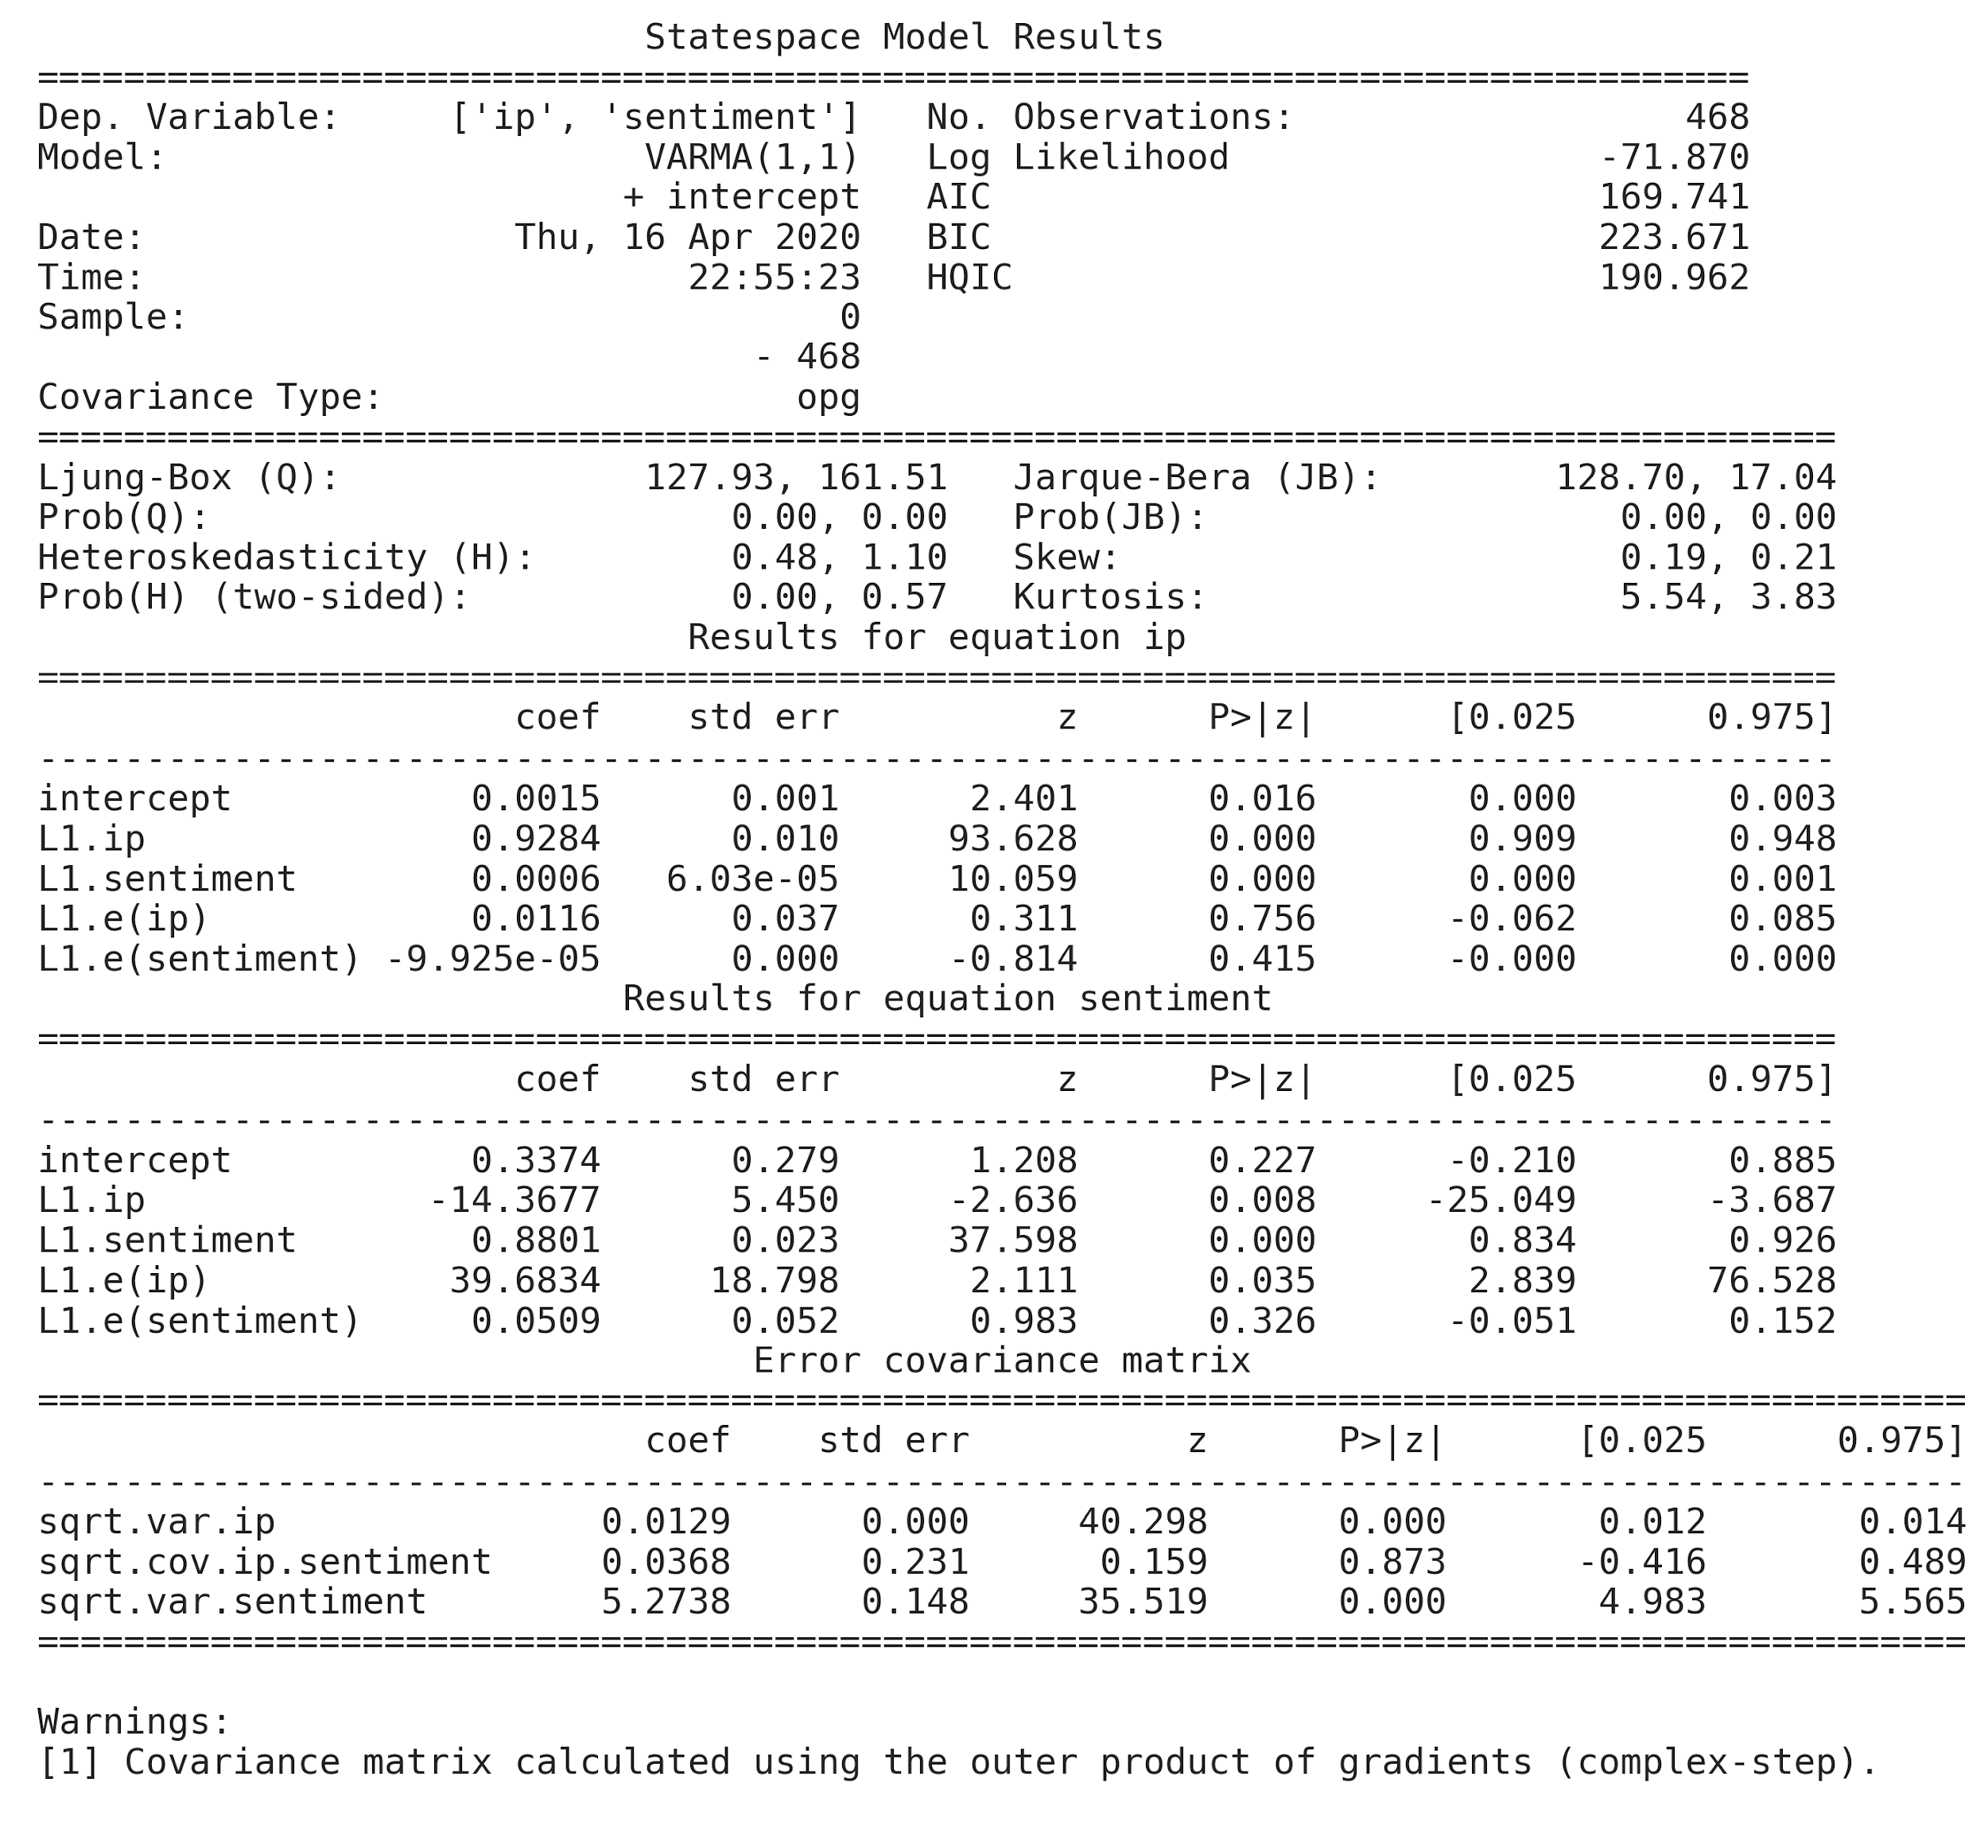 Statespace Model Results
===============================================================================
Dep. Variable:     ['ip', 'sentiment']   No. Observations:                  468
Model:                      VARMA(1,1)   Log Likelihood                 -71.870
                           + intercept   AIC                            169.741
Date:                 Thu, 16 Apr 2020   BIC                            223.671
Time:                         22:55:23   HQIC                           190.962
Sample:                              0
                                 - 468
Covariance Type:                   opg
===================================================================================
Ljung-Box (Q):              127.93, 161.51   Jarque-Bera (JB):        128.70, 17.04
Prob(Q):                        0.00, 0.00   Prob(JB):                   0.00, 0.00
Heteroskedasticity (H):         0.48, 1.10   Skew:                       0.19, 0.21
Prob(H) (two-sided):            0.00, 0.57   Kurtosis:                   5.54, 3.83
                              Results for equation ip
===================================================================================
                      coef    std err          z      P>|z|      [0.025      0.975]
-----------------------------------------------------------------------------------
intercept           0.0015      0.001      2.401      0.016       0.000       0.003
L1.ip               0.9284      0.010     93.628      0.000       0.909       0.948
L1.sentiment        0.0006   6.03e-05     10.059      0.000       0.000       0.001
L1.e(ip)            0.0116      0.037      0.311      0.756      -0.062       0.085
L1.e(sentiment) -9.925e-05      0.000     -0.814      0.415      -0.000       0.000
                           Results for equation sentiment
===================================================================================
                      coef    std err          z      P>|z|      [0.025      0.975]
-----------------------------------------------------------------------------------
intercept           0.3374      0.279      1.208      0.227      -0.210       0.885
L1.ip             -14.3677      5.450     -2.636      0.008     -25.049      -3.687
L1.sentiment        0.8801      0.023     37.598      0.000       0.834       0.926
L1.e(ip)           39.6834     18.798      2.111      0.035       2.839      76.528
L1.e(sentiment)     0.0509      0.052      0.983      0.326      -0.051       0.152
                                 Error covariance matrix
=========================================================================================
                            coef    std err          z      P>|z|      [0.025      0.975]
-----------------------------------------------------------------------------------------
sqrt.var.ip               0.0129      0.000     40.298      0.000       0.012       0.014
sqrt.cov.ip.sentiment     0.0368      0.231      0.159      0.873      -0.416       0.489
sqrt.var.sentiment        5.2738      0.148     35.519      0.000       4.983       5.565
=========================================================================================

Warnings:
[1] Covariance matrix calculated using the outer product of gradients (complex-step).